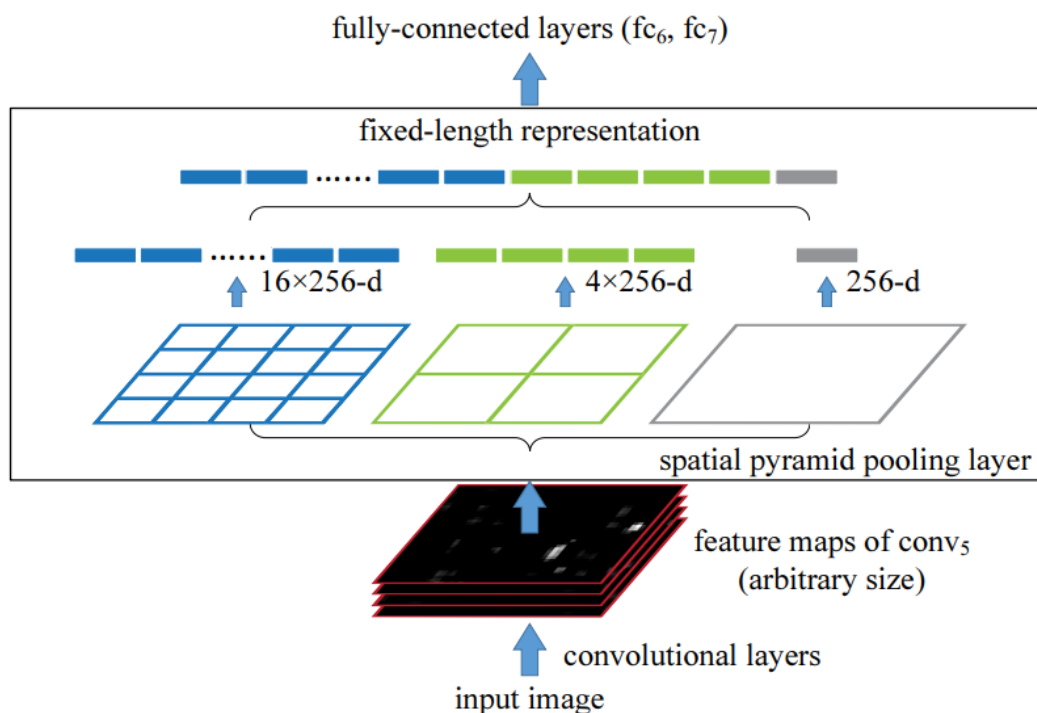 fully-connected layers (fc₆, fc₇)
fixed-length representation
......
......
16×256-d
4×256-d
256-d
spatial pyramid pooling layer
feature maps of conv₅
(arbitrary size)
convolutional layers
input image